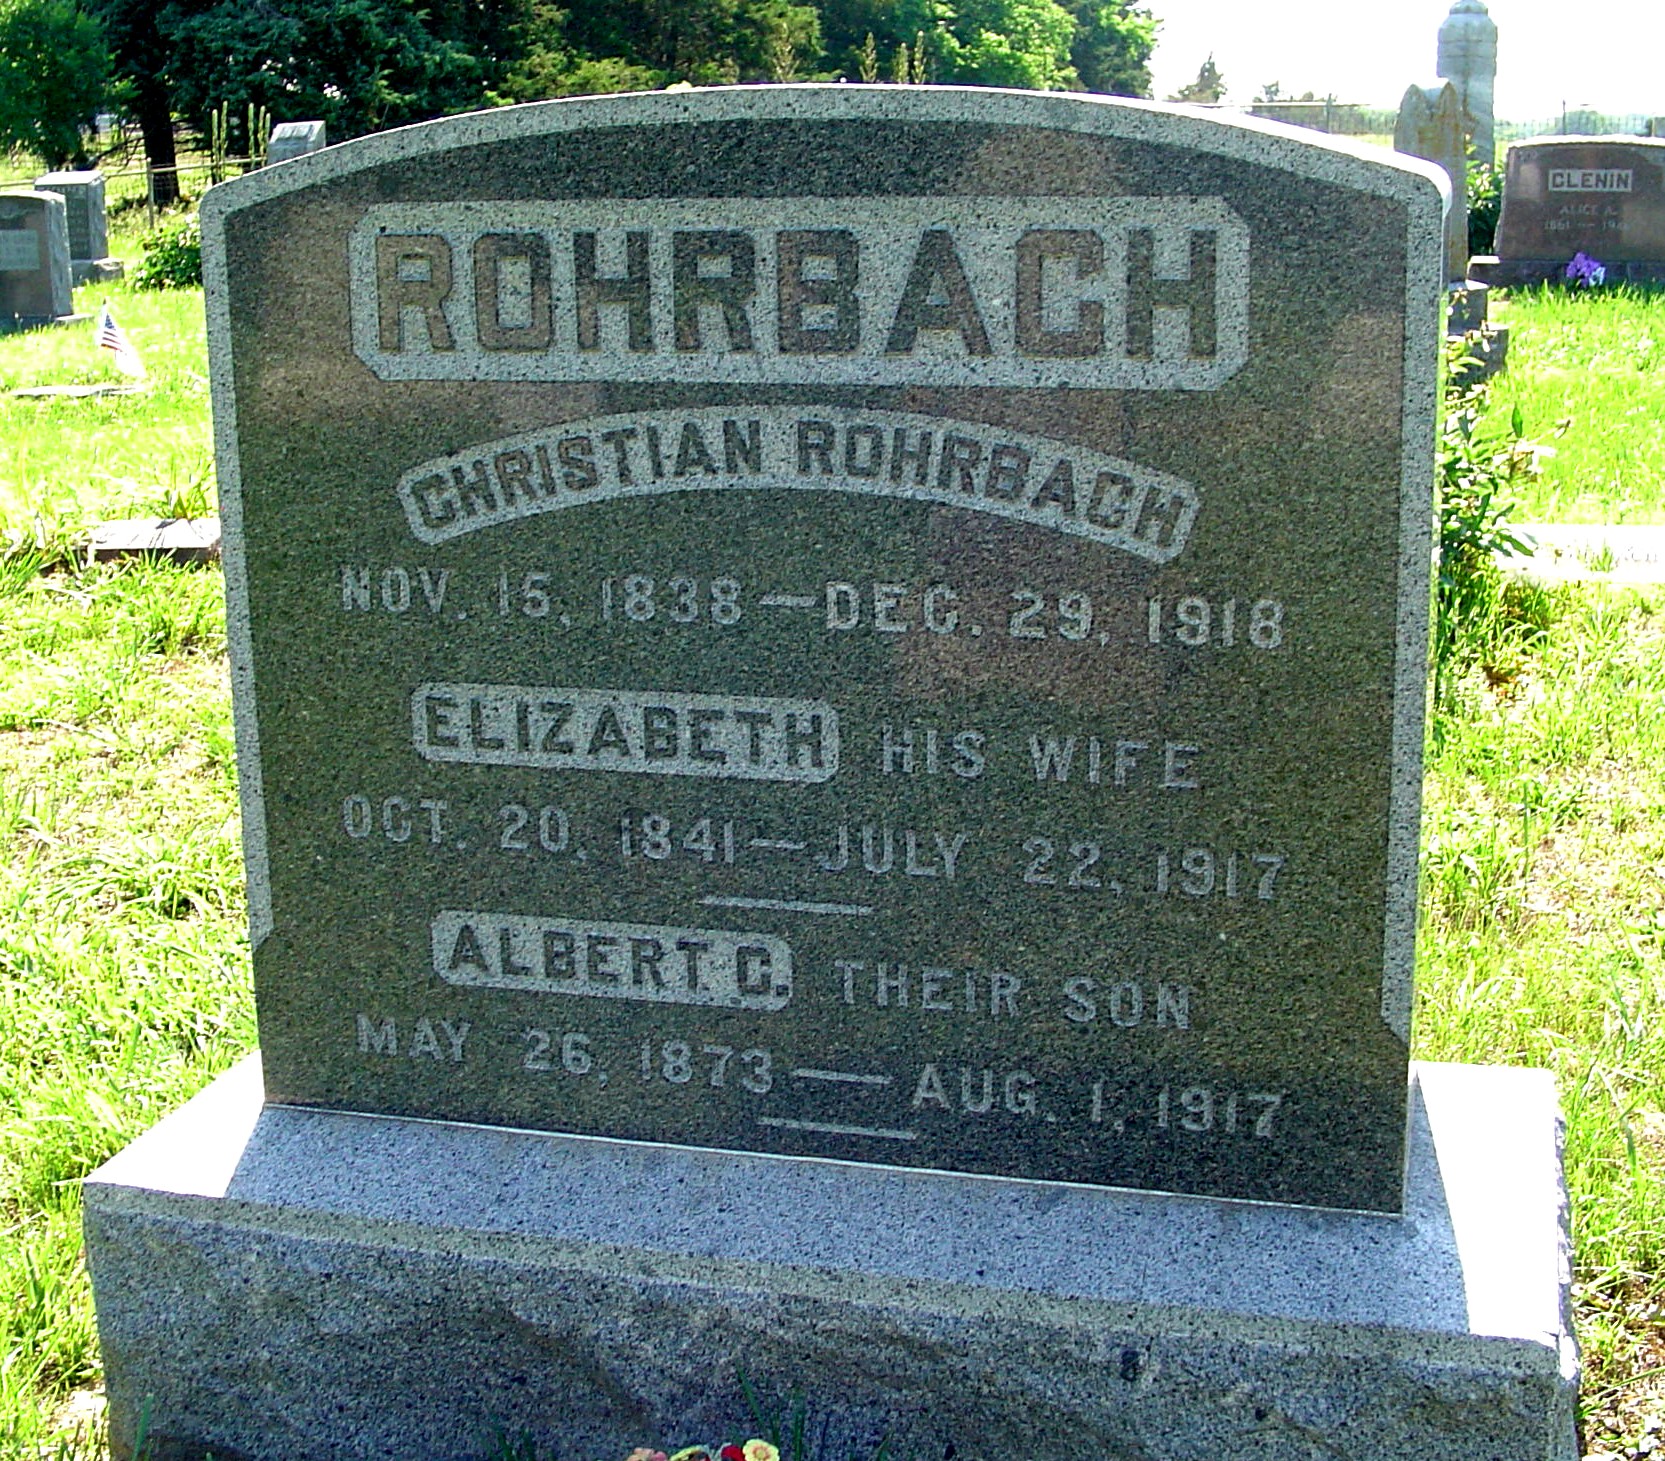 ROHRBACH
CHRISTIAN ROHRBACH
NOV. 15, 1838 — DEC. 29, 1918
ELIZABETH HIS WIFE
OCT. 20, 1841 — JULY 22, 1917
ALBERT. C. THEIR SON
MAY 26, 1873 — AUG. 1, 1917
CLENIN
ALICE A.